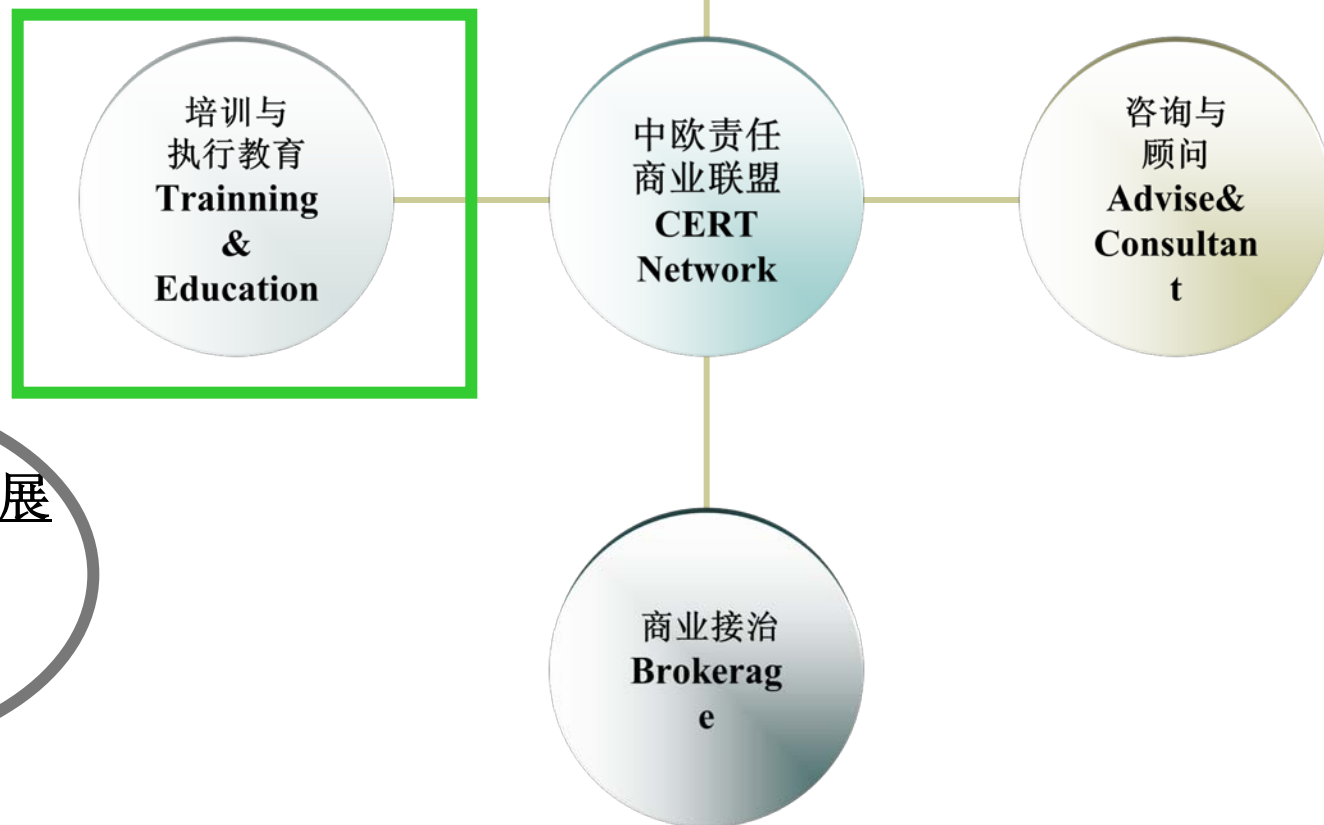 培训与
执行教育
Trainning
&
Education
中欧责任
商业联盟
CERT
Network
咨询与
顾问
Advise&
Consultan
t
展
商业接治
Brokerag
e